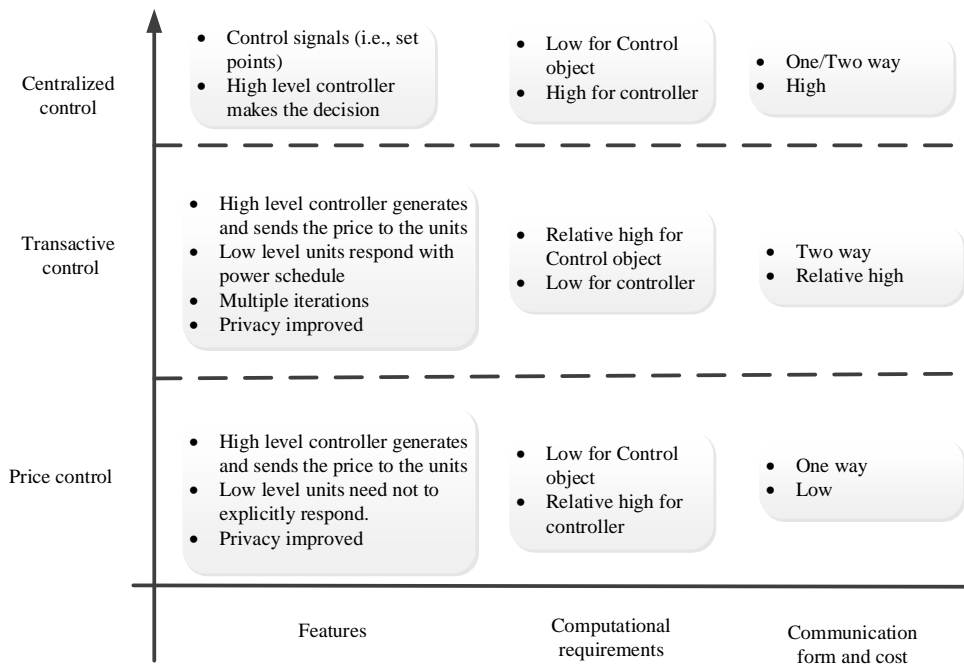 Centralized
control
• Control signals (i.e., set
points)
• High level controller
makes the decision
• Low for Control
object
• High for controller
• One/Two way
• High
Transactive
control
• High level controller generates
and sends the price to the units
• Low level units respond with
power schedule
• Multiple iterations
• Privacy improved
• Relative high for
Control object
• Low for controller
• Two way
• Relative high
Price control
• High level controller generates
and sends the price to the units
• Low level units need not to
explicitly respond.
• Privacy improved
• Low for Control
object
• Relative high for
controller
• One way
• Low
Features
Computational
requirements
Communication
form and cost